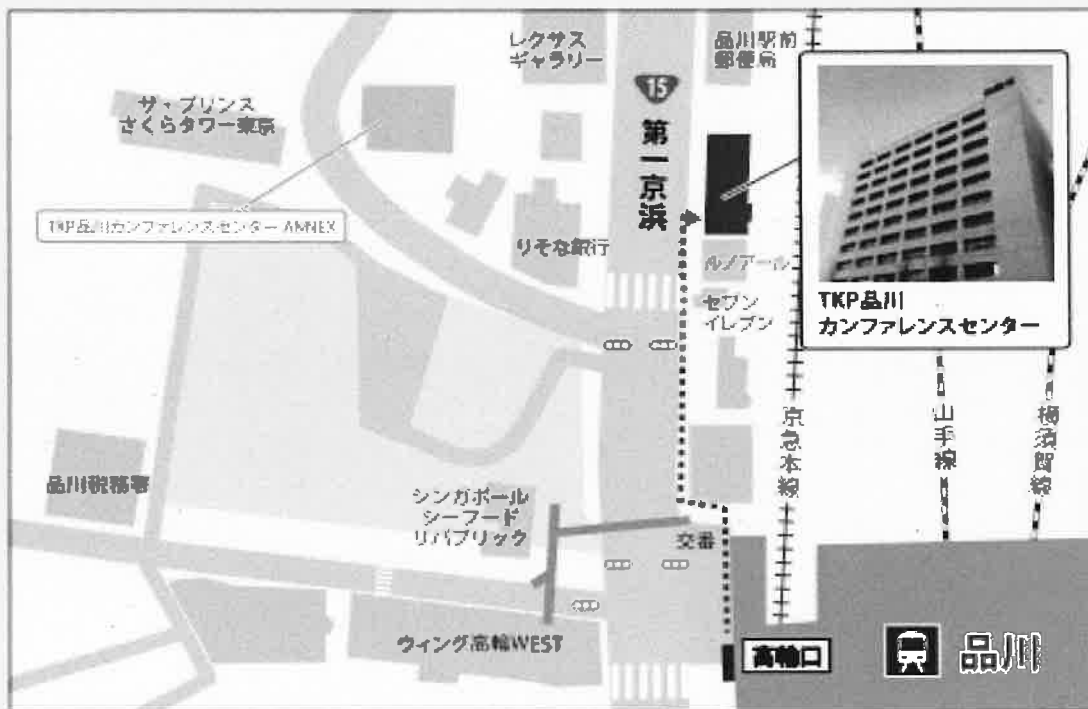 レクサス
ギャラリー
品川駅前
郵便局
15
第一京浜
ザ・プリンス
さくらタワー東京
TKP品川カンファレンスセンター ANNEX
りそな銀行
ルノアール
セブン
イレブン
TKP品川
カンファレンスセンター
京急本線
山手線
横須賀線
品川税務署
シンガポール
シーフード
リパブリック
交番
ウィング高輪WEST
高輪口
品川